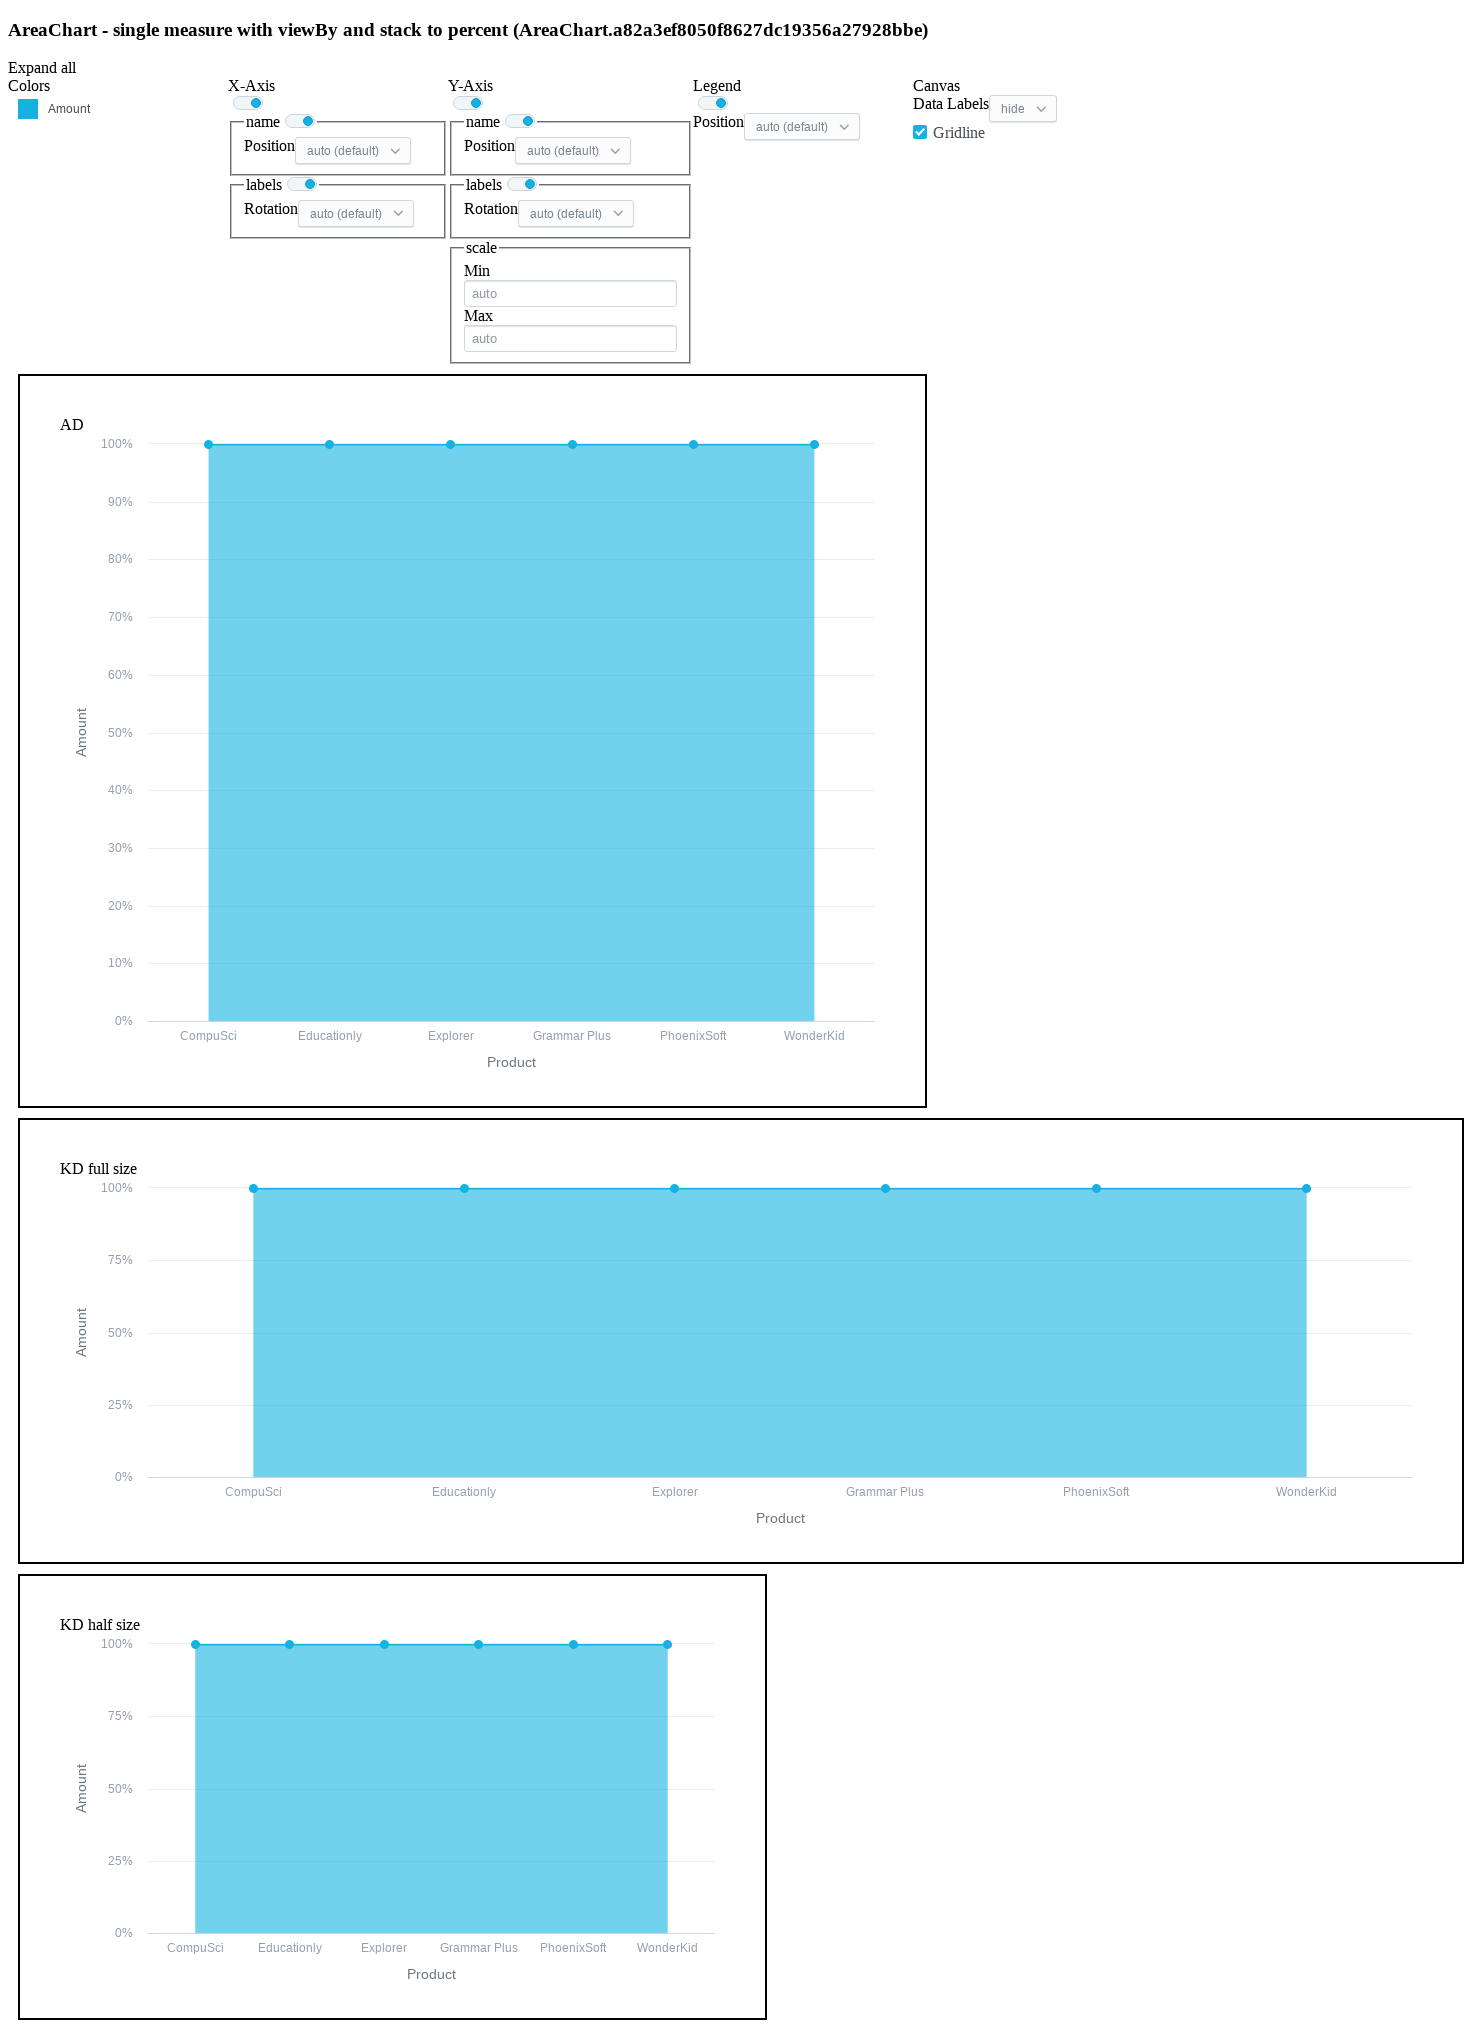 AreaChart - single measure with viewBy and stack to percent (AreaChart.a82a3ef8050f8627dc19356a27928bbe)
Expand all
Colors
Amount
X-Axis
name
Position auto (default)
labels
Rotation auto (default)
Y-Axis
name
Position auto (default)
labels
Rotation auto (default)
scale
Min
auto
Max
auto
Legend
Position auto (default)
Canvas
Data Labels hide
Gridline
AD
100%
90%
80%
70%
60%
50%
40%
30%
20%
10%
0%
Amount
CompuSci Educationly Explorer Grammar Plus PhoenixSoft WonderKid
Product
KD full size
100%
75%
50%
25%
0%
Amount
CompuSci Educationly Explorer Grammar Plus PhoenixSoft WonderKid
Product
KD half size
100%
75%
50%
25%
0%
Amount
CompuSci Educationly Explorer Grammar Plus PhoenixSoft WonderKid
Product